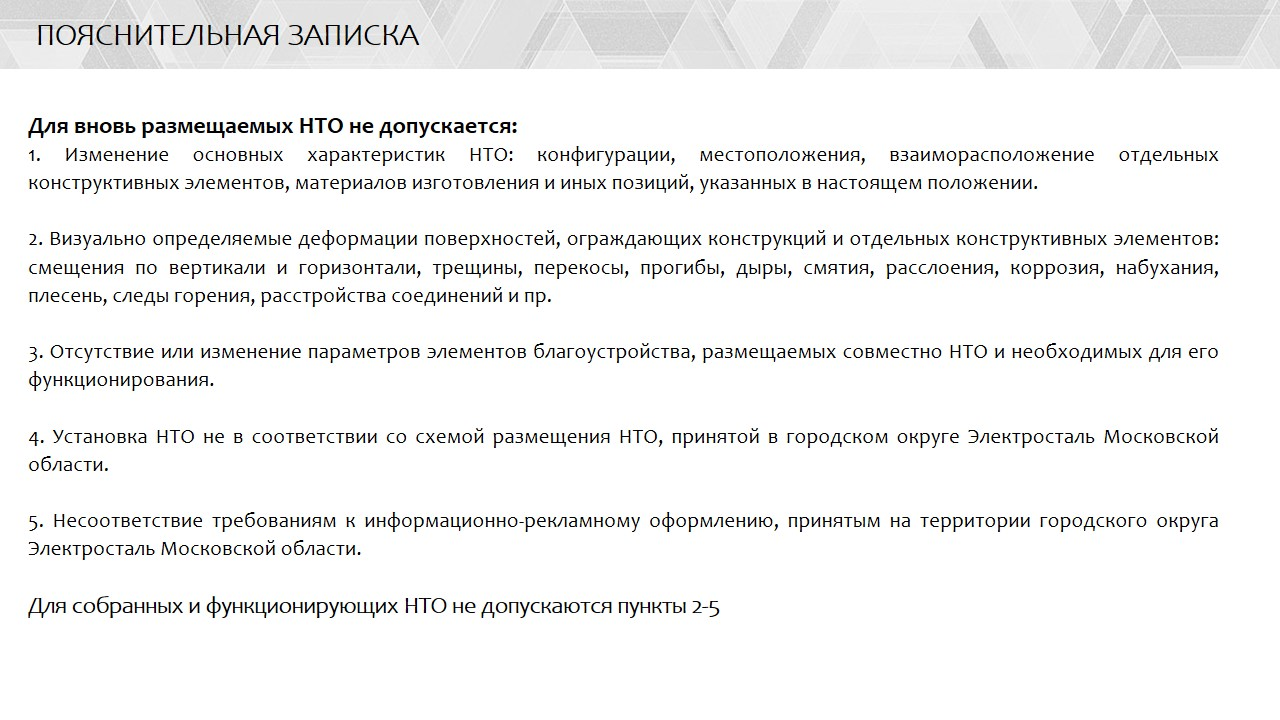 ПОЯСНИТЕЛЬНАЯ ЗАПИСКА
Для вновь размещаемых НТО не допускается:
1. Изменение основных характеристик НТО: конфигурации, местоположения, взаиморасположение отдельных
конструктивных элементов, материалов изготовления и иных позиций, указанных в настоящем положении.
2. Визуально определяемые деформации поверхностей, ограждающих конструкций и отдельных конструктивных элементов:
смещения по вертикали и горизонтали, трещины, перекосы, прогибы, дыры, смятия, расслоения, коррозия, набухания,
плесень, следы горения, расстройства соединений и пр.
3. Отсутствие или изменение параметров элементов благоустройства, размещаемых совместно НТО и необходимых для его
функционирования.
4. Установка НТО не в соответствии со схемой размещения НТО, принятой в городском округе Электросталь Московской
области.
5. Несоответствие требованиям к информационно-рекламному оформлению, принятым на территории городского округа
Электросталь Московской области.
Для собранных и функционирующих НТО не допускаются пункты 2-5